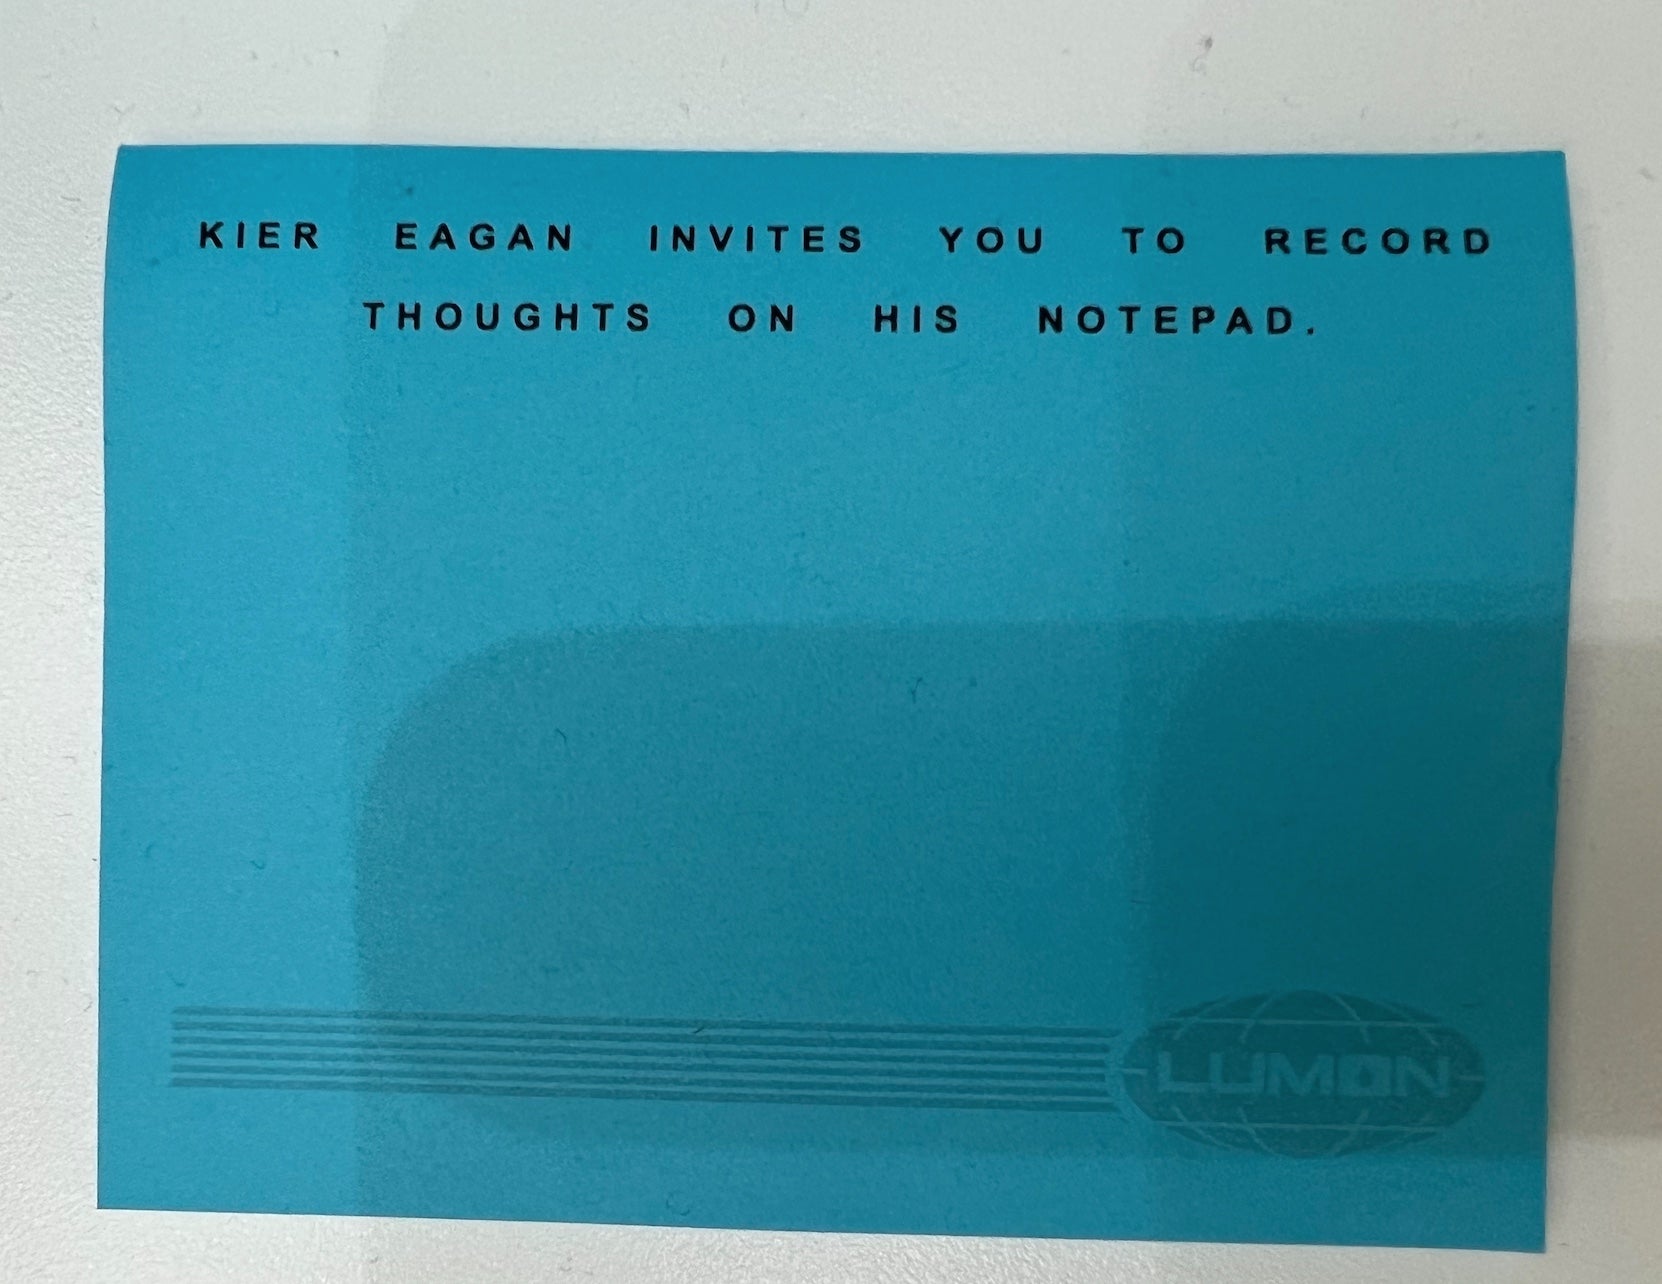 KIER EAGAN INVITES YOU TO RECORD
THOUGHTS ON HIS NOTEPAD.
LUMON